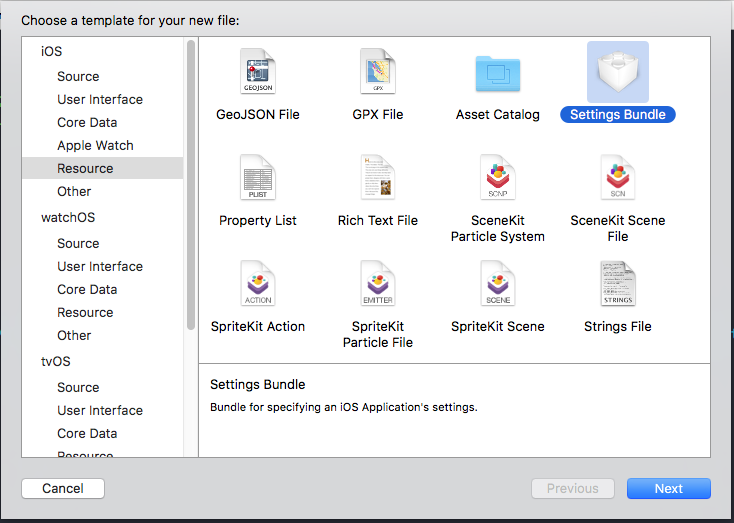 Choose a template for your new file:
iOS
Source
User Interface
Core Data
Apple Watch
Resource
Other
watchOS
Source
User Interface
Core Data
Resource
Other
tvOS
Source
User Interface
Core Data
Resource
GEOJSON
GeoJSON File
GPX
GPX File
Asset Catalog
Settings Bundle
PLIST
Property List
Rich Text File
SCNP
SceneKit
Particle System
SCN
SceneKit Scene
File
ACTION
SpriteKit Action
EMITTER
SpriteKit
Particle File
SCENE
SpriteKit Scene
STRINGS
Strings File
Settings Bundle
Bundle for specifying an iOS Application's settings.
Cancel
Previous
Next